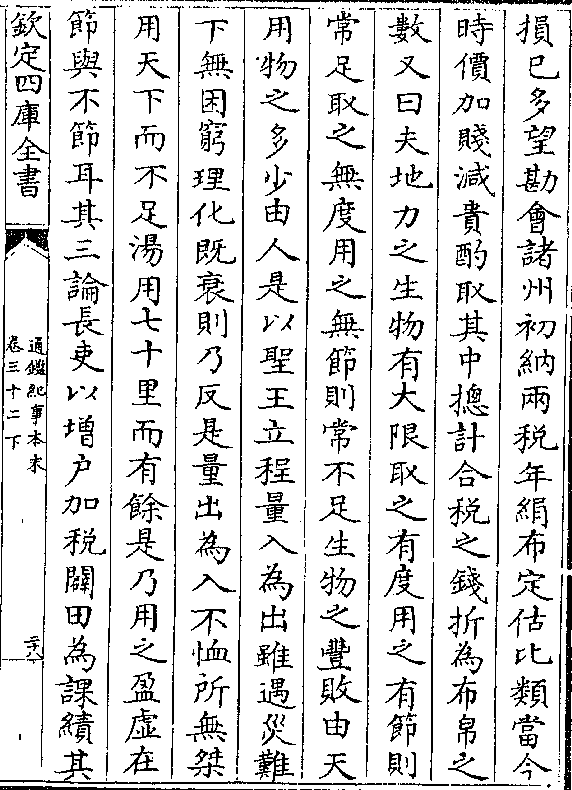 損已多望勘會諸州初納兩税年絹布定估比類當今
時價加賤減貴酌取其中摠計合税之錢折為布帛之
數又曰夫地力之生物有大限取之有度用之有節則
常足取之無度用之無節則常不足生物之豐敗由天
用物之多少由人是以聖王立程量入為出雖遇災難
下無困窮理化既衰則乃反是量出為入不恤所無桀
用天下而不足湯用七十里而有餘是乃用之盈虚在
節與不節耳其三論長吏以增户加税闢田為課績其
欽定四庫全書
通鑑紀事本末
卷三十二下
二十八